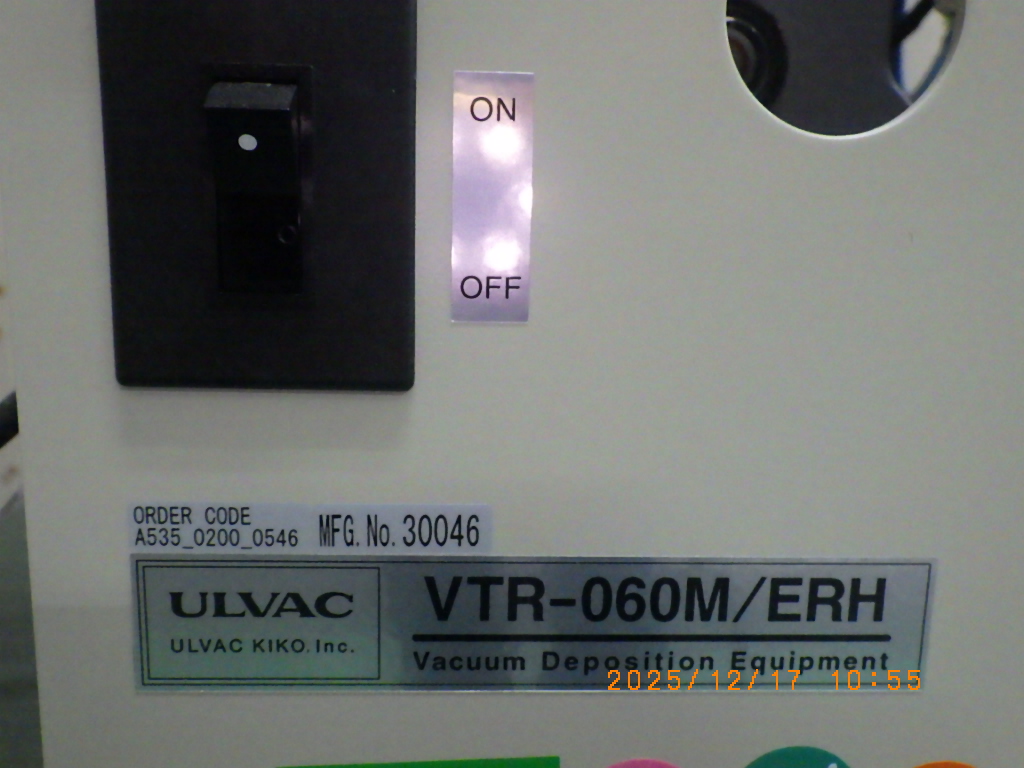 ON
OFF
ORDER CODE
A535_0200_0546 MFG. No. 30046
ULVAC
ULVAC KIKO. Inc.
VTR-060M/ERH
Vacuum Deposition Equipment
2025/12/17 10:55